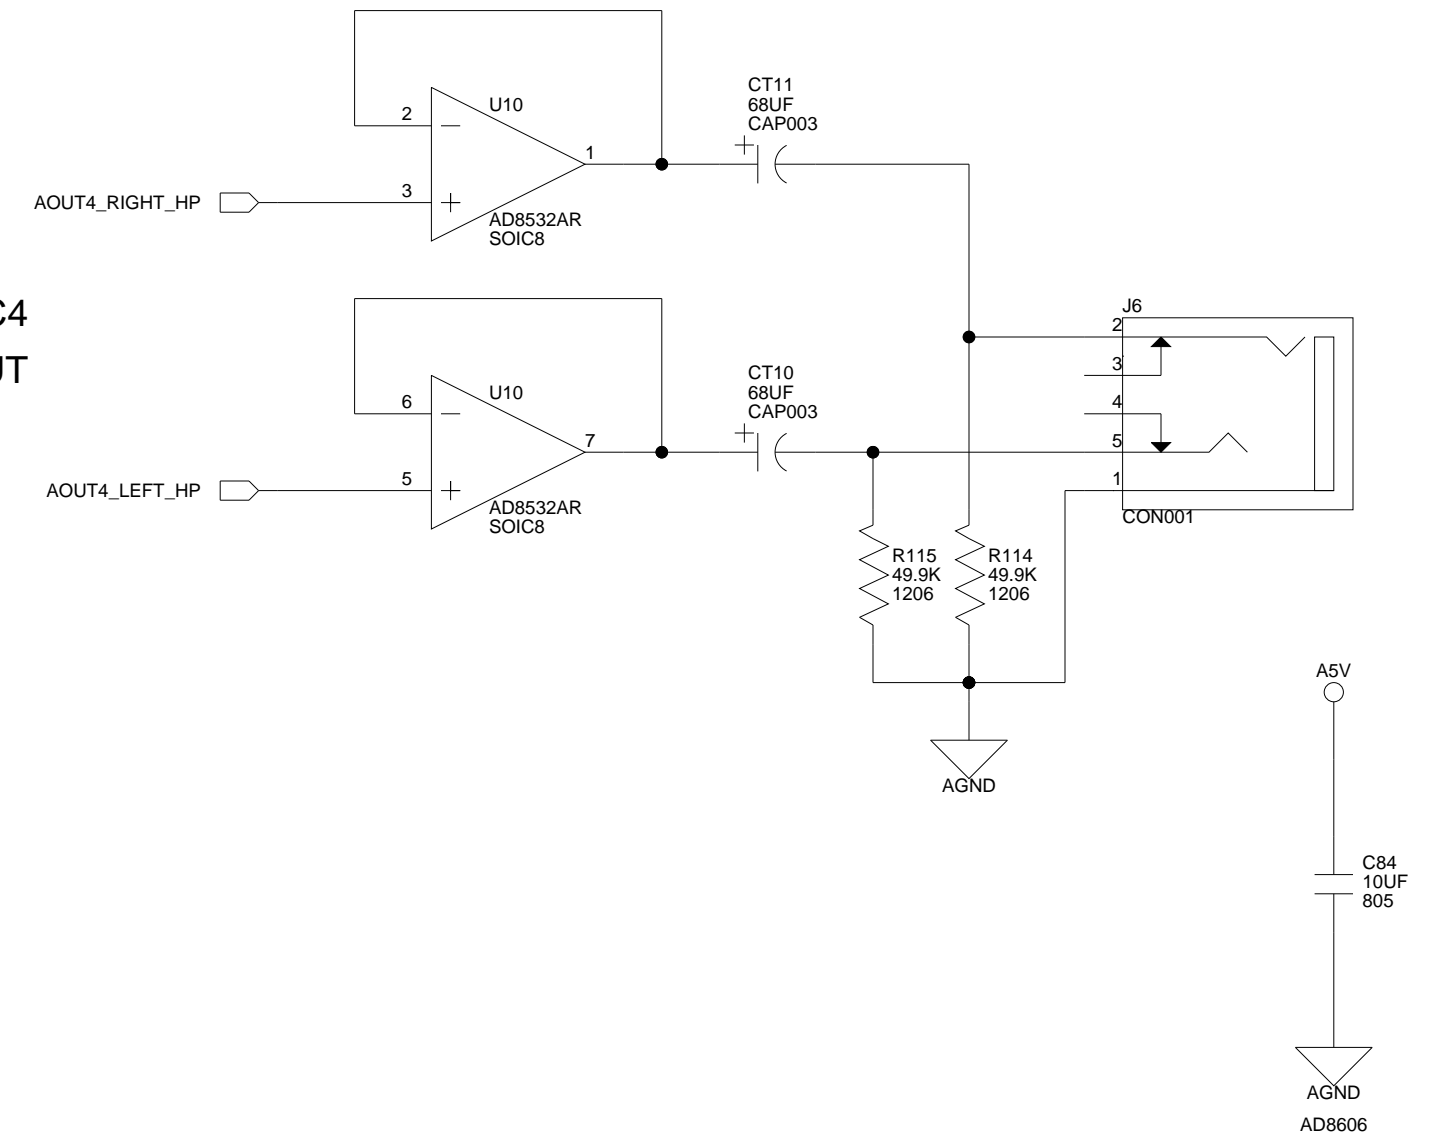 CT11
68UF
CAP003
U10
2
1
3
AOUT4_RIGHT_HP
AD8532AR
SOIC8
C4
UT
J6
2
3
4
5
1
CON001
CT10
68UF
CAP003
U10
6
7
5
AOUT4_LEFT_HP
AD8532AR
SOIC8
R115
49.9K
1206
R114
49.9K
1206
AGND
A5V
C84
10UF
805
AGND
AD8606